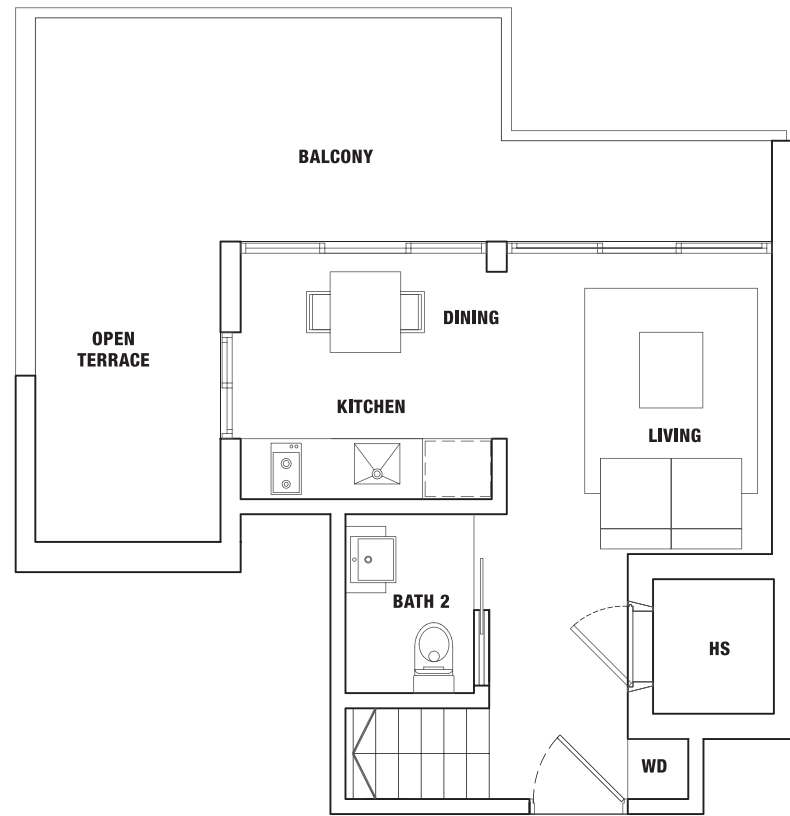 BALCONY
DINING
OPEN
TERRACE
KITCHEN
LIVING
BATH 2
HS
WD